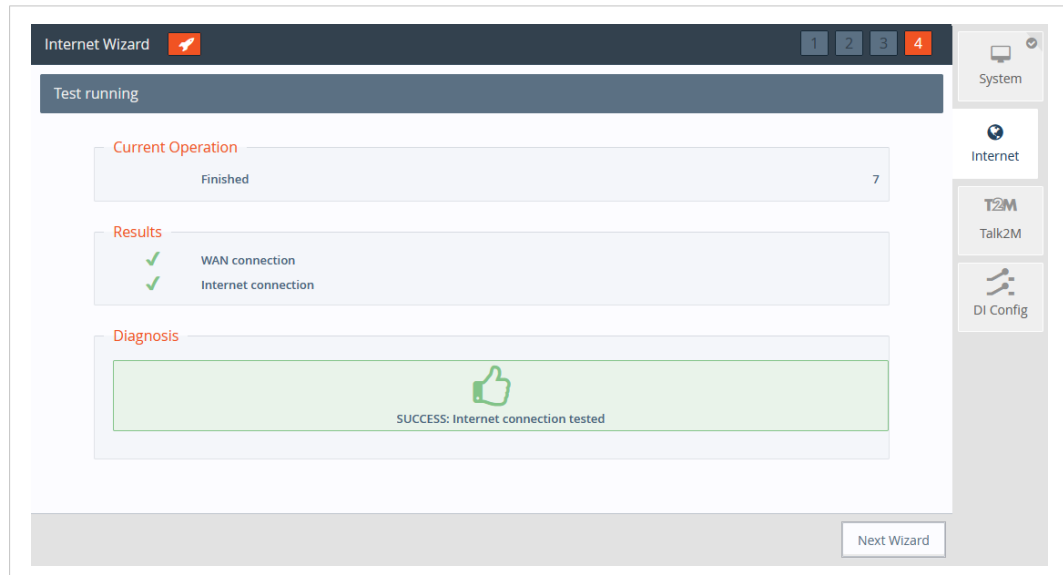 Internet Wizard
1 2 3 4
Test running
Current Operation
Finished 7
Results
WAN connection
Internet connection
Diagnosis
SUCCESS: Internet connection tested
Next Wizard
System
Internet
T2M
Talk2M
DI Config